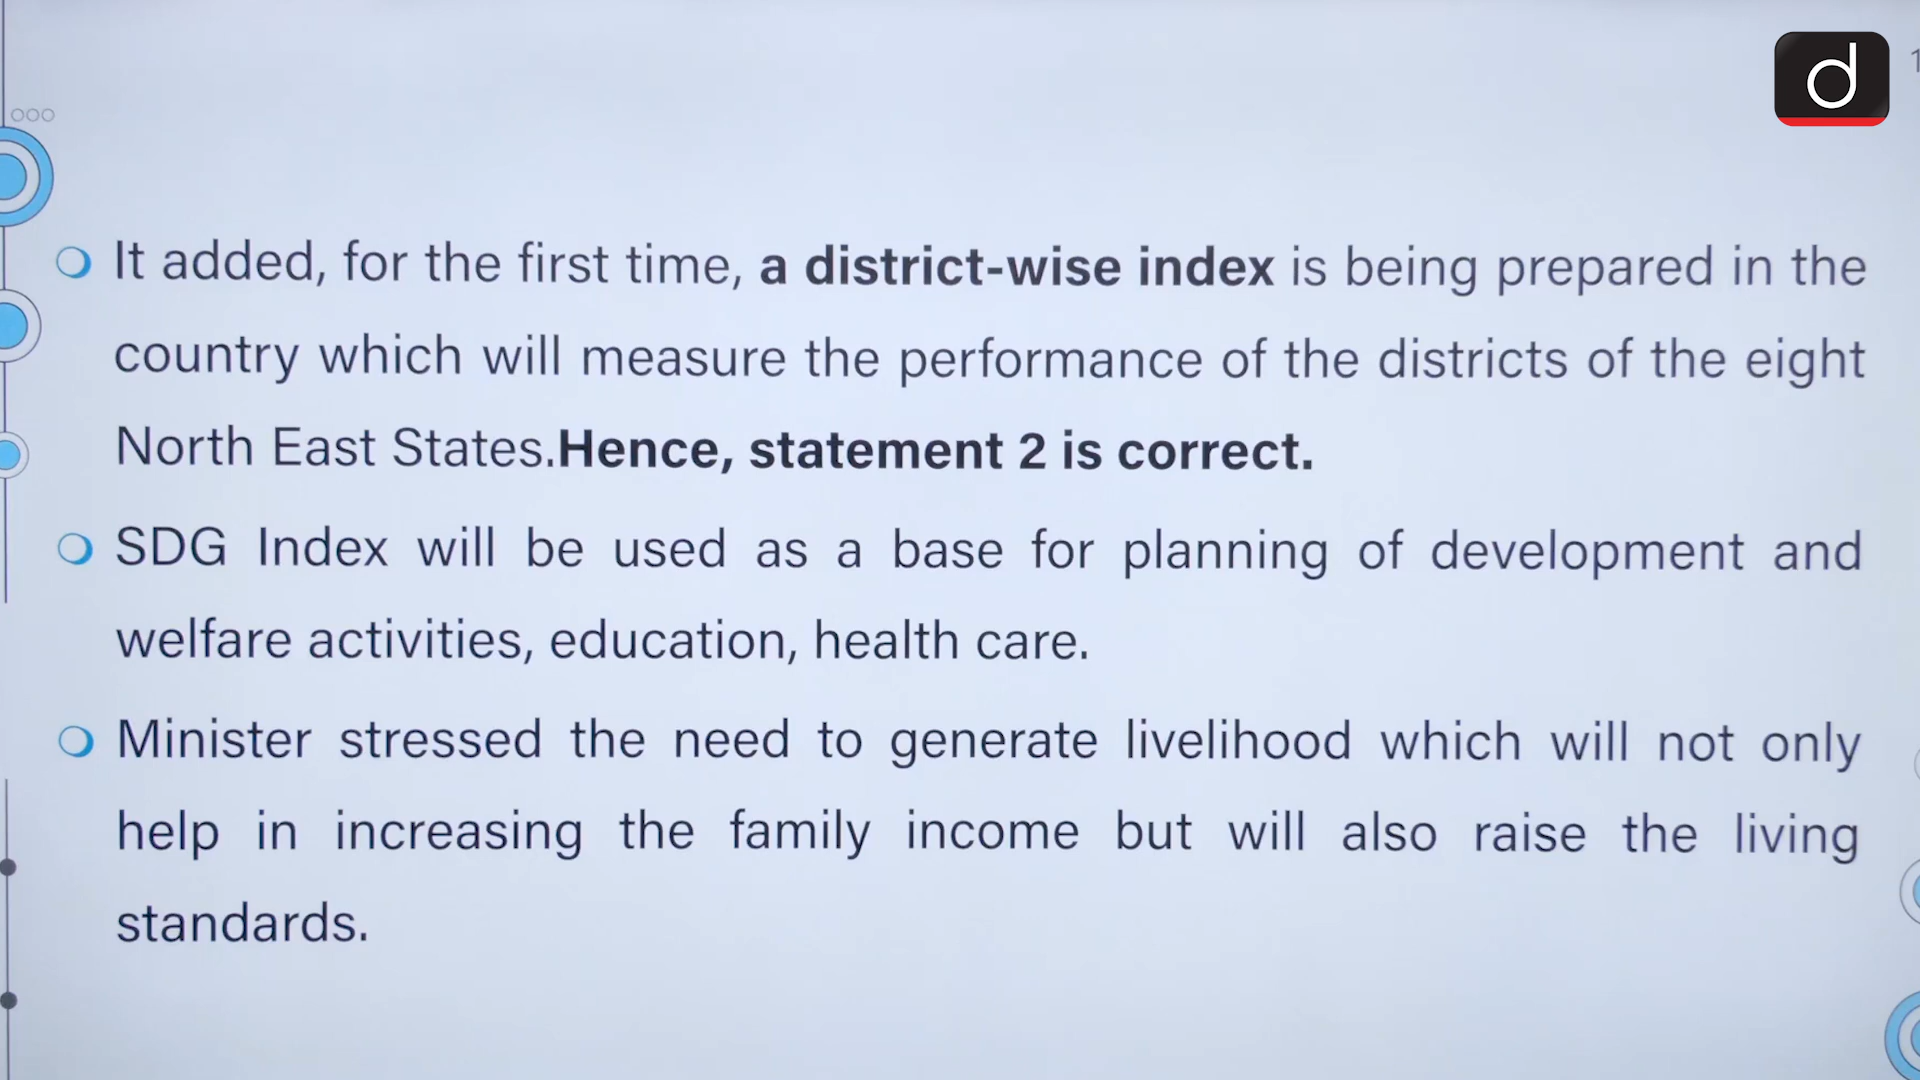 d
It added, for the first time, a district-wise index is being prepared in the
country which will measure the performance of the districts of the eight
North East States.Hence, statement 2 is correct.
SDG Index will be used as a base for planning of development and
welfare activities, education, health care.
Minister stressed the need to generate livelihood which will not only
help in increasing the family income but will also raise the living
standards.